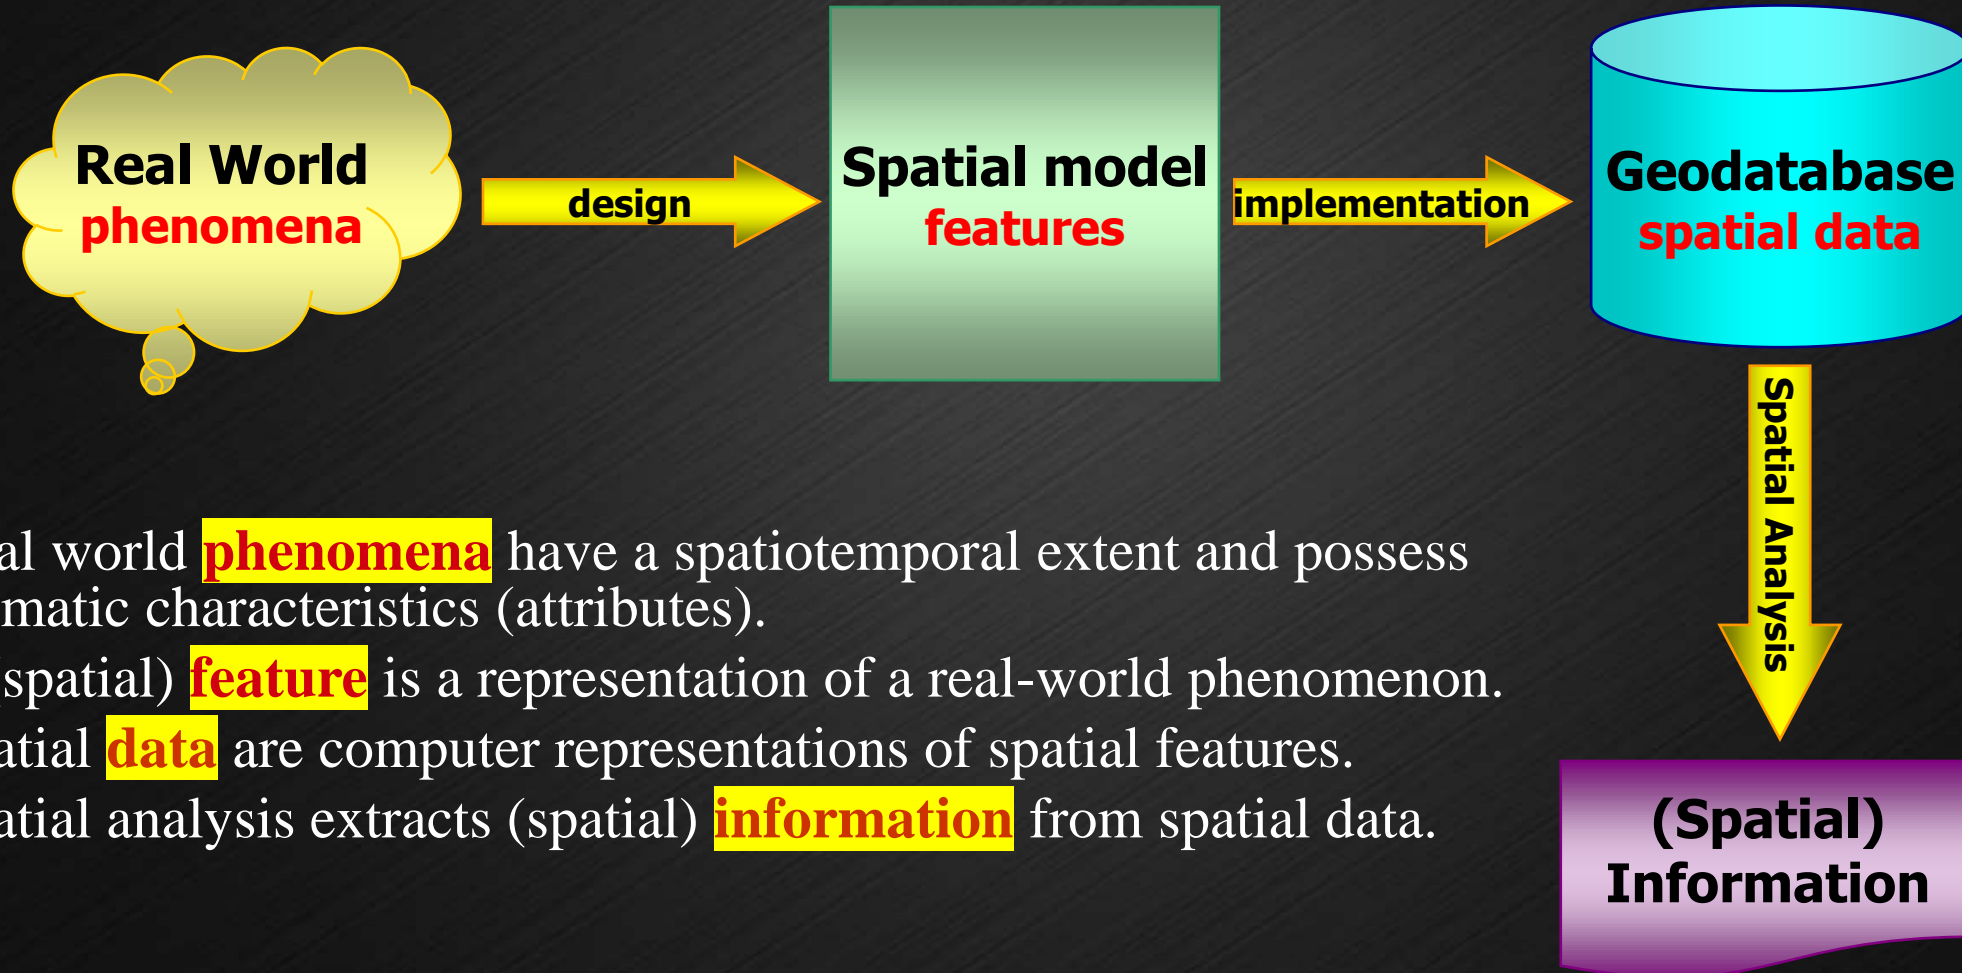 Real World
phenomena
design
Spatial model
features
implementation
Geodatabase
spatial data
Spatial Analysis
(Spatial)
Information
al world phenomena have a spatiotemporal extent and possess
matic characteristics (attributes).
spatial) feature is a representation of a real-world phenomenon.
atial data are computer representations of spatial features.
atial analysis extracts (spatial) information from spatial data.